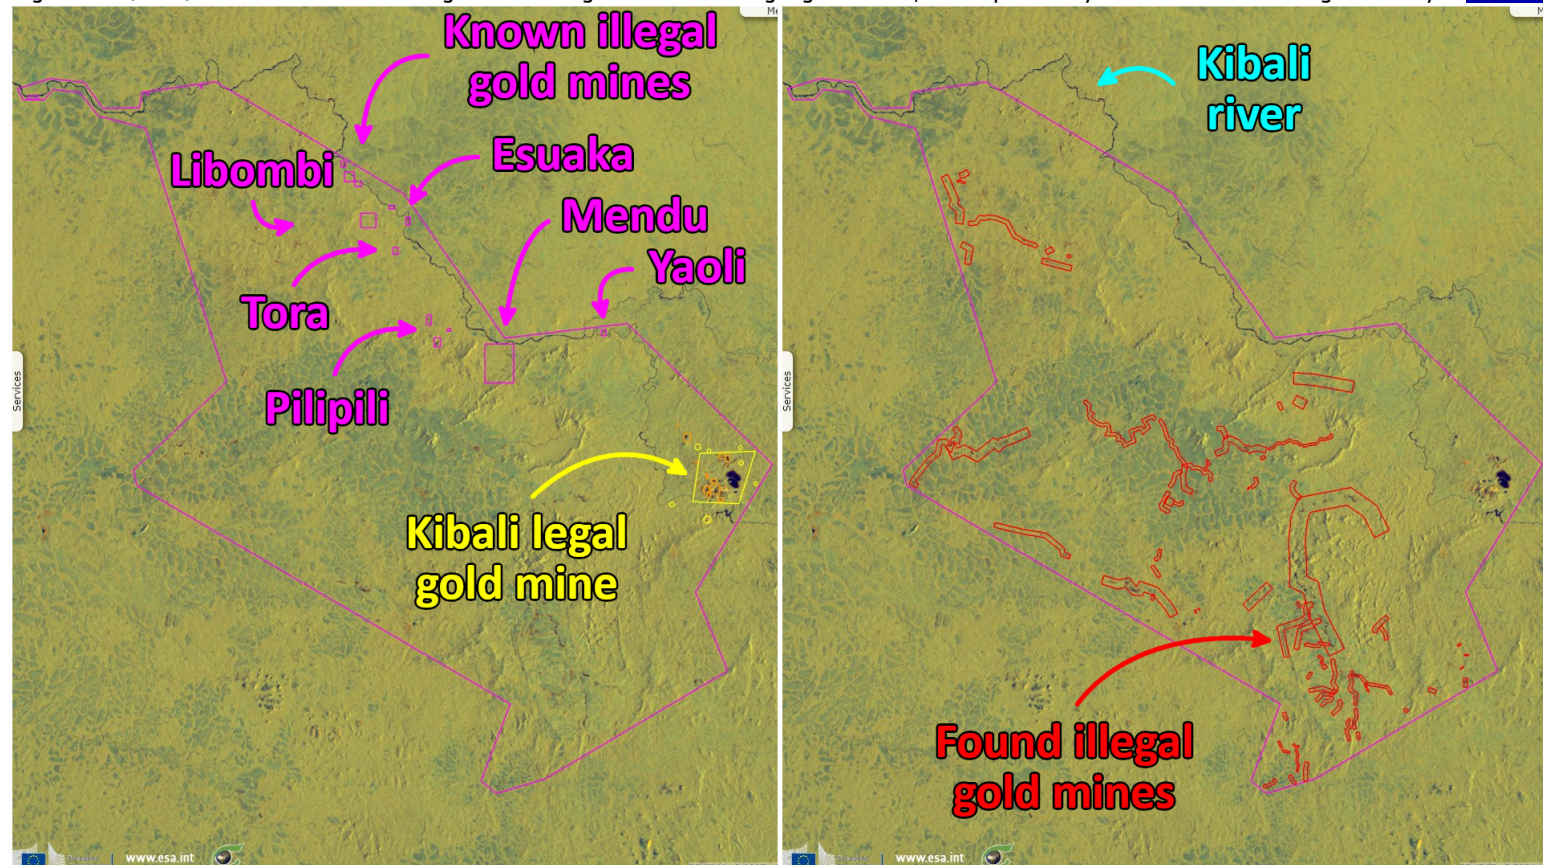 Known illegal
gold mines
Libombi
Esuaka
Mendu
Yaoli
Tora
Pilipili
Kibali legal
gold mine
Services
www.esa.int
Kibali
river
Found illegal
gold mines
Services
www.esa.int